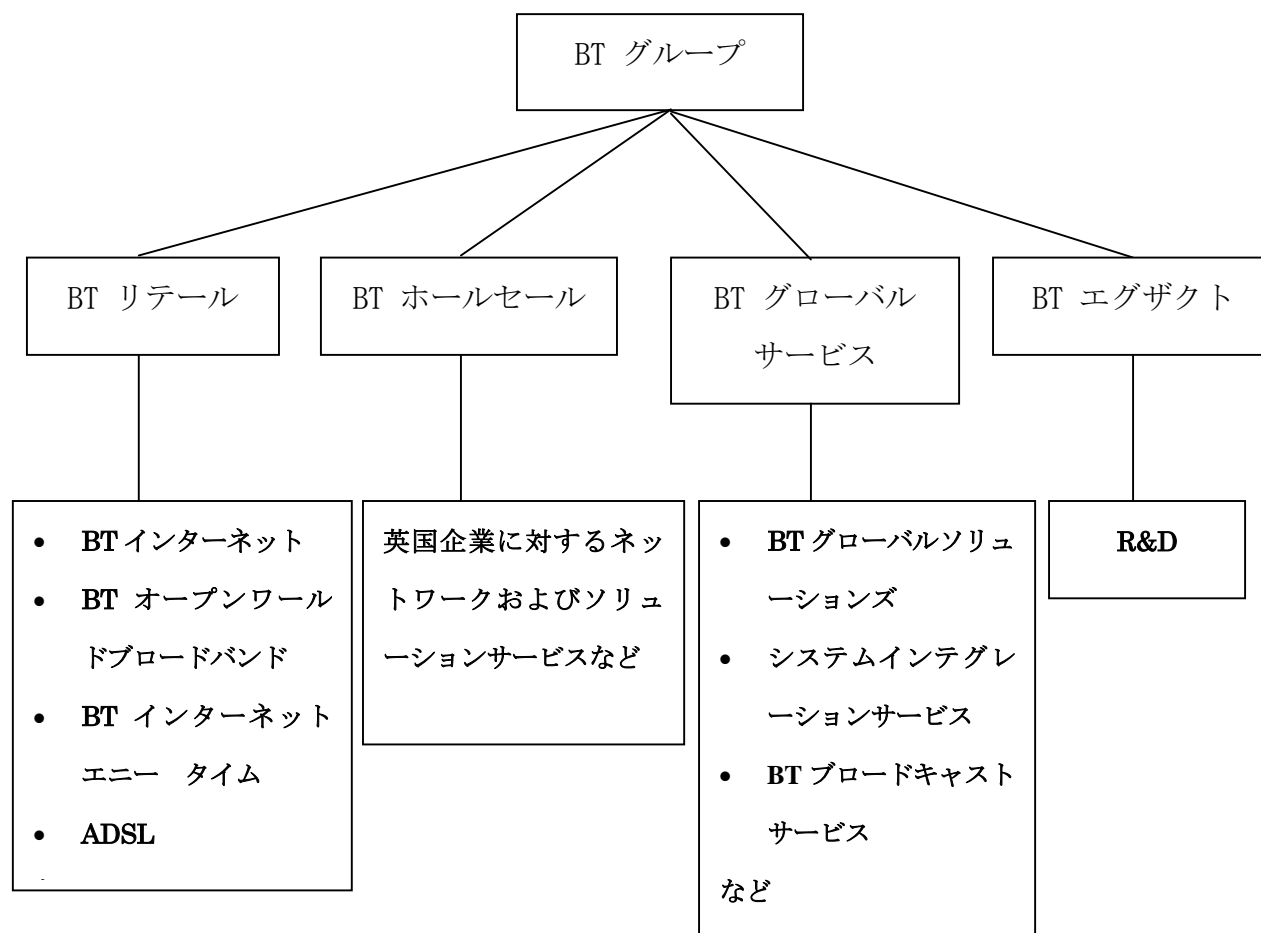 BT グループ
BT リテール
BT ホールセール
BT グローバル
サービス
BT エグザクト
• BTインターネット
• BT オープンワール
ドブロードバンド
• BT インターネット
エニー　タイム
• ADSL
英国企業に対するネッ
トワークおよびソリュ
ーションサービスなど
• BTグローバルソリュ
ーションズ
• システムインテグレ
ーションサービス
• BTブロードキャスト
サービス
など
R&D